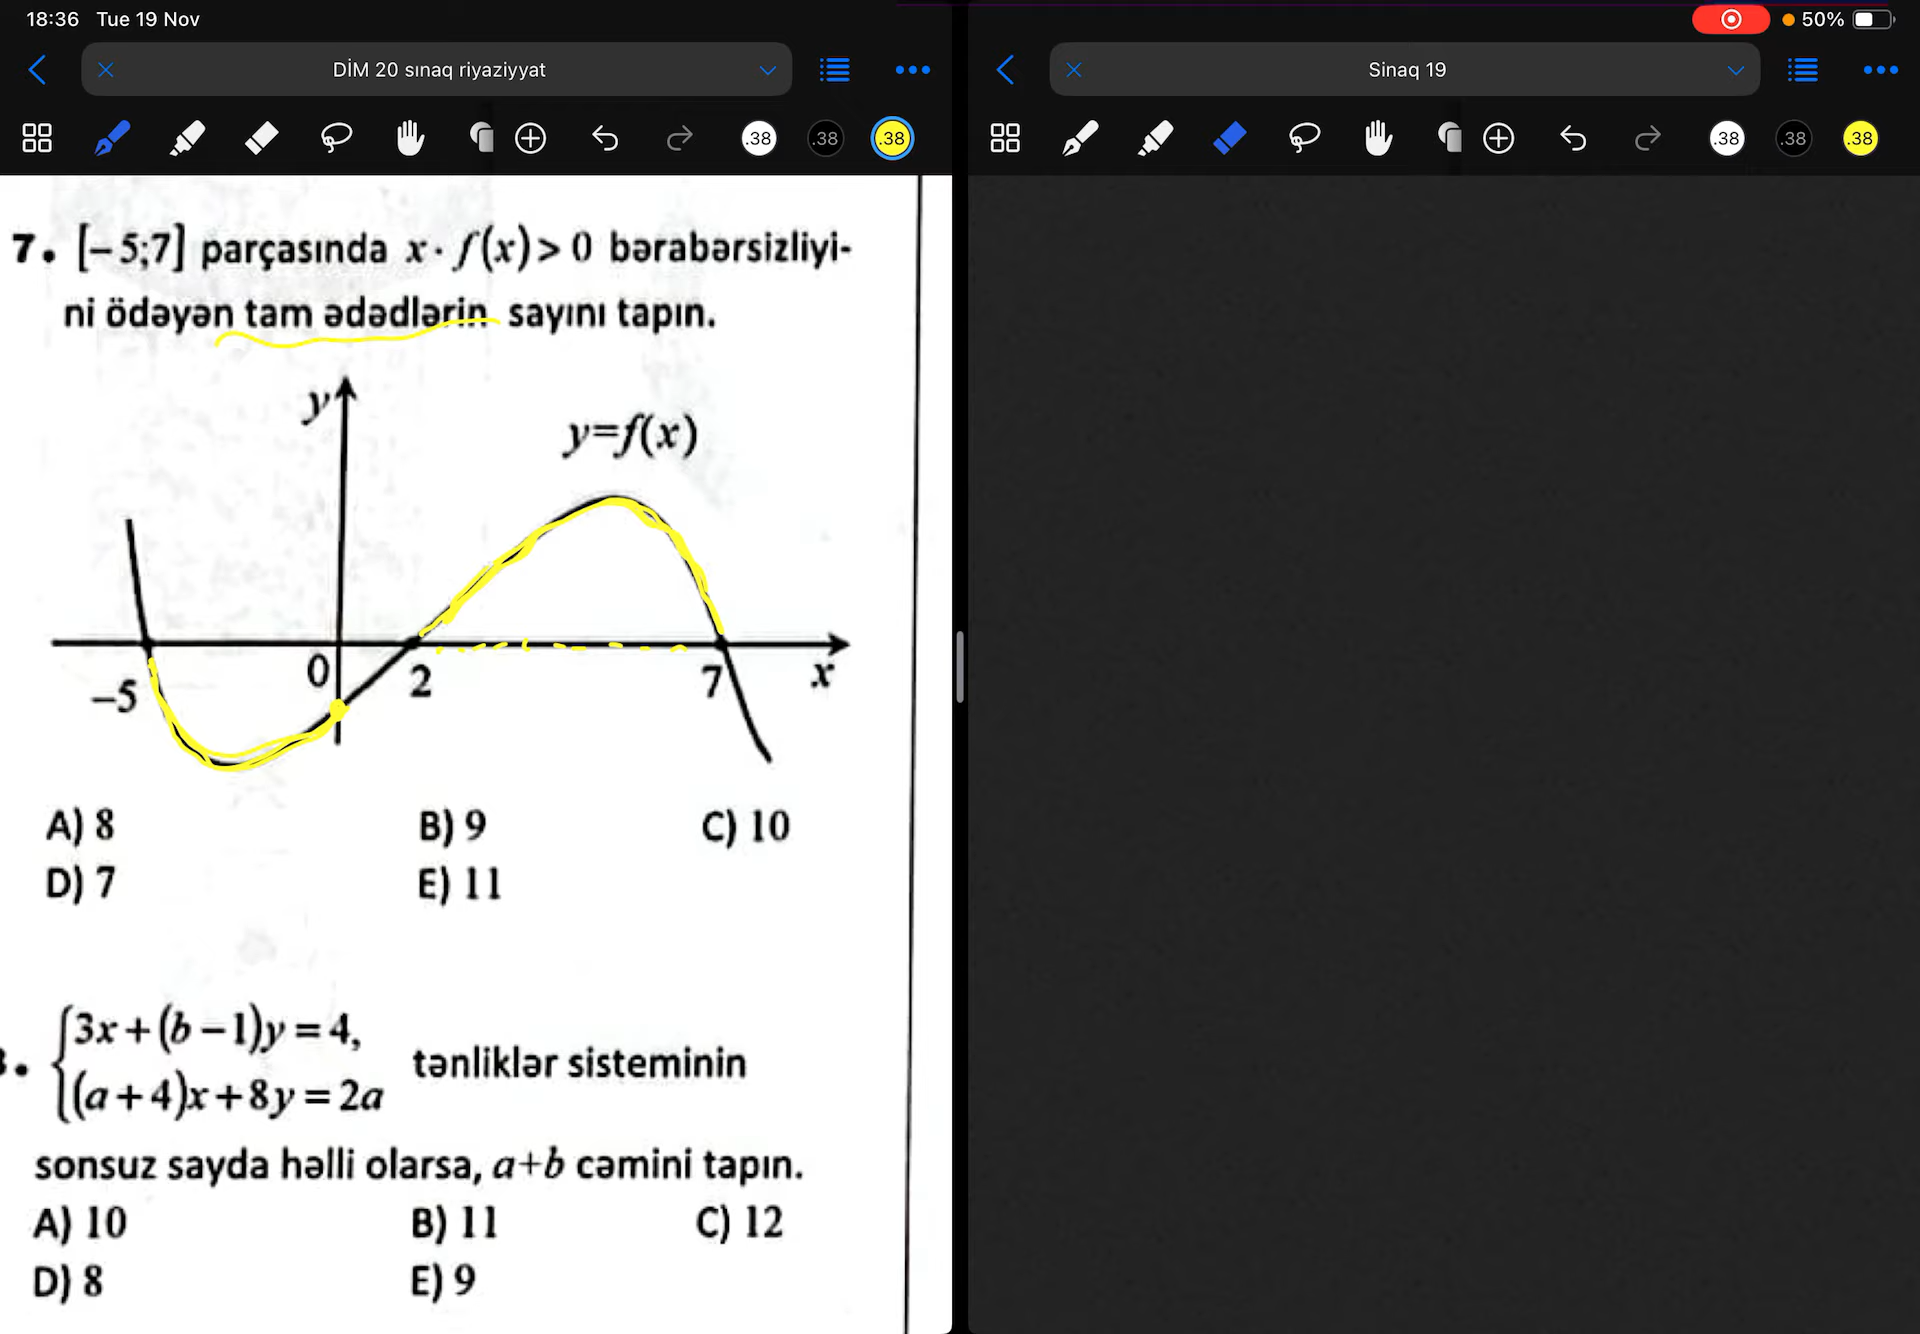 18:36 Tue 19 Nov
50%
DİM 20 sınaq riyaziyyat
Sinaq 19
.38 .38 .38
.38 .38 .38
7. [−5;7] parçasında x · f(x) > 0 bərabərsizliyi-
ni ödəyən tam ədədlərin sayını tapın.
y
y=f(x)
−5 0 2 7 x
A) 8 B) 9 C) 10
D) 7 E) 11
3x + (b − 1)y = 4,
(a + 4)x + 8y = 2a
tənliklər sisteminin
sonsuz sayda həlli olarsa, a+b cəmini tapın.
A) 10 B) 11 C) 12
D) 8 E) 9